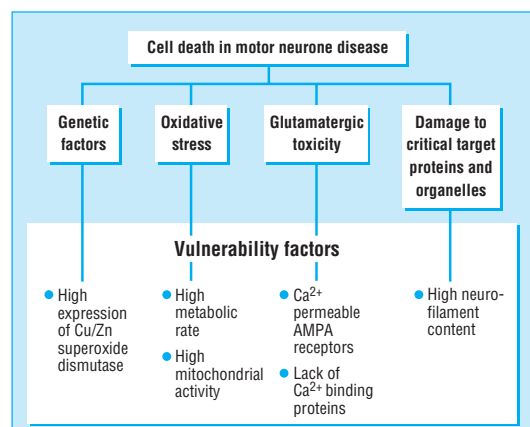 Cell death in motor neurone disease
Genetic
factors
Oxidative
stress
Glutamatergic
toxicity
Damage to
critical target
proteins and
organelles
Vulnerability factors
● High
expression
of Cu/Zn
superoxide
dismutase
● High
metabolic
rate
● High
mitochondrial
activity
● Ca²⁺
permeable
AMPA
receptors
● Lack of
Ca²⁺ binding
proteins
● High neuro-
filament
content